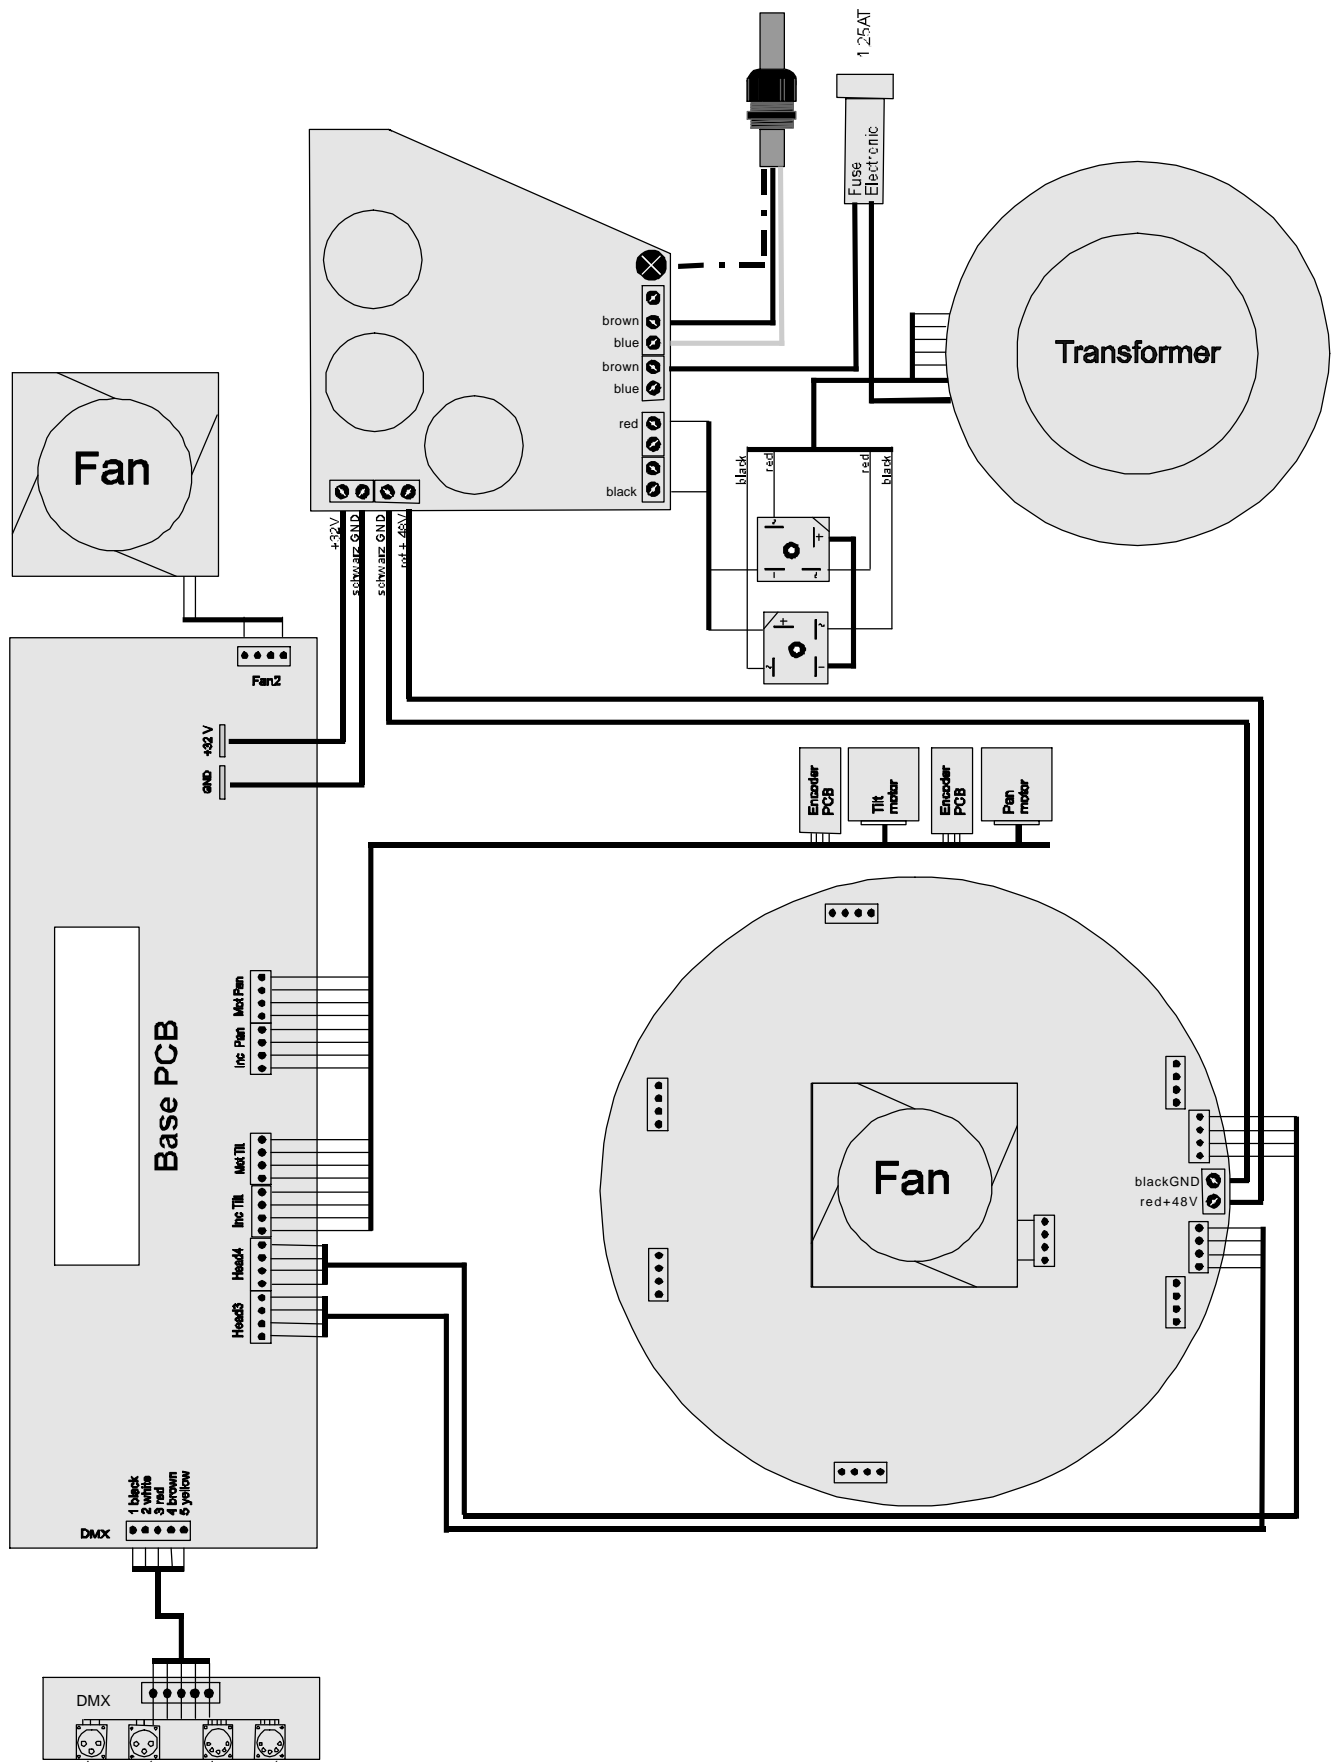 1.25AT
Fuse
Electronic
brown
blue
brown
blue
red
black
Transformer
Fan
black
red
red
black
+32V
schwarz GND
schwarz GND
rot + 48V
+
~
-
~
+
~
~
-
Fan2
+32 V
GND
Encoder
PCB
Tilt
motor
Encoder
PCB
Pan
motor
Mot Pan
Inc Pan
Base PCB
Mot Tilt
Inc Tilt
Head4
Head3
Fan
blackGND
red+48V
1 black
2 white
3 red
4 brown
5 yellow
DMX
DMX